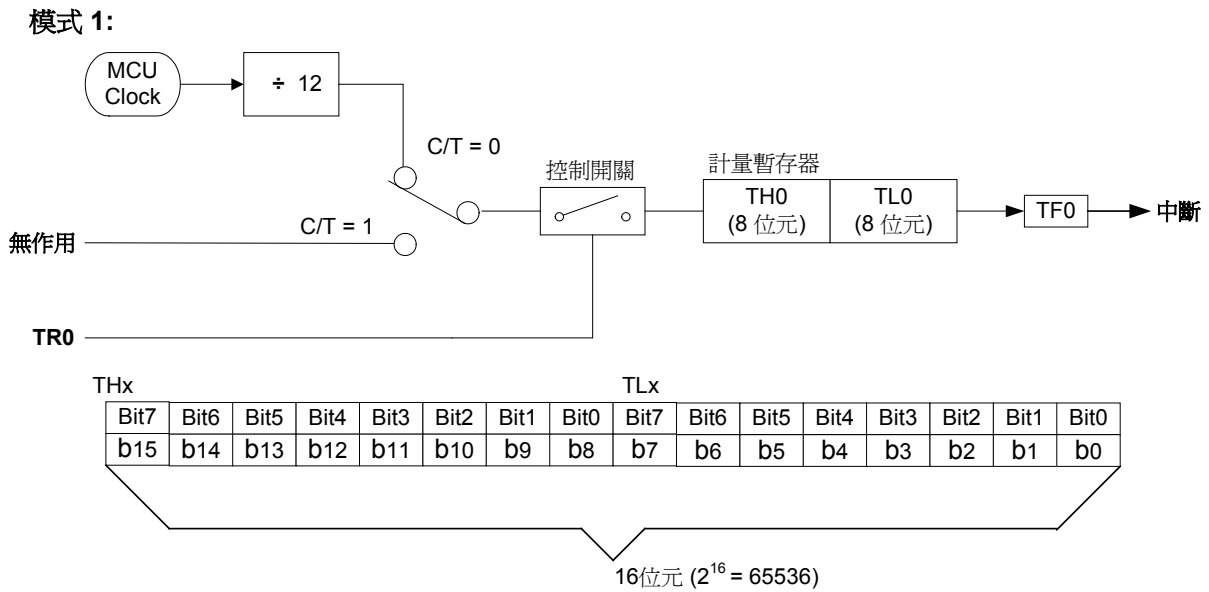 模式 1:
MCU
Clock
÷ 12
C/T = 0
控制開關
計量暫存器
TH0
(8 位元)
TL0
(8 位元)
TF0
中斷
C/T = 1
無作用
TR0
THx
TLx
Bit7 Bit6 Bit5 Bit4 Bit3 Bit2 Bit1 Bit0 Bit7 Bit6 Bit5 Bit4 Bit3 Bit2 Bit1 Bit0
b15 b14 b13 b12 b11 b10 b9 b8 b7 b6 b5 b4 b3 b2 b1 b0
16位元 (2¹⁶ = 65536)